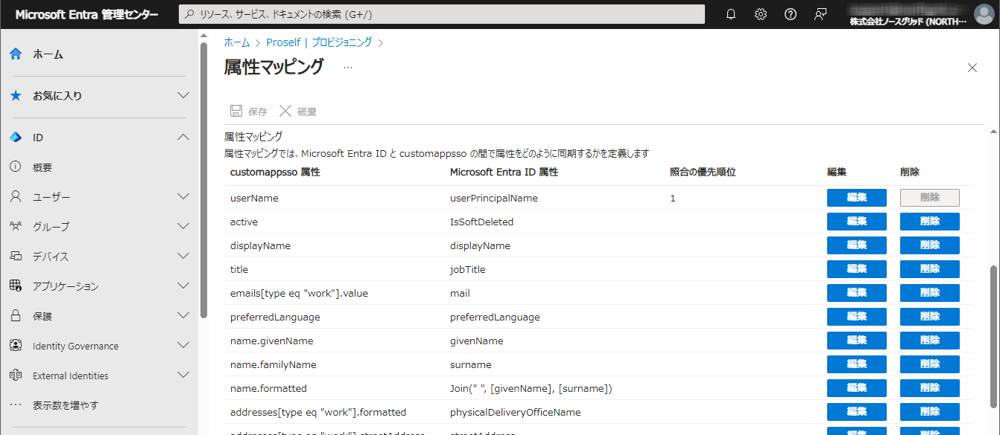 Microsoft Entra 管理センター
リソース、サービス、ドキュメントの検索 (G+/)
株式会社ノースグリッド (NORTH…
ホーム
お気に入り
ID
概要
ユーザー
グループ
デバイス
アプリケーション
保護
Identity Governance
External Identities
… 表示数を増やす
ホーム > Proself | プロビジョニング >
属性マッピング …
保存 破棄
属性マッピング
属性マッピングでは、Microsoft Entra ID と customappsso の間で属性をどのように同期するかを定義します
customappsso 属性 Microsoft Entra ID 属性 照合の優先順位 編集 削除
userName userPrincipalName 1 編集 削除
active IsSoftDeleted 編集 削除
displayName displayName 編集 削除
title jobTitle 編集 削除
emails[type eq "work"].value mail 編集 削除
preferredLanguage preferredLanguage 編集 削除
name.givenName givenName 編集 削除
name.familyName surname 編集 削除
name.formatted Join(" ", [givenName], [surname]) 編集 削除
addresses[type eq "work"].formatted physicalDeliveryOfficeName 編集 削除
addresses[type eq "work"].streetAddress streetAddress 編集 削除